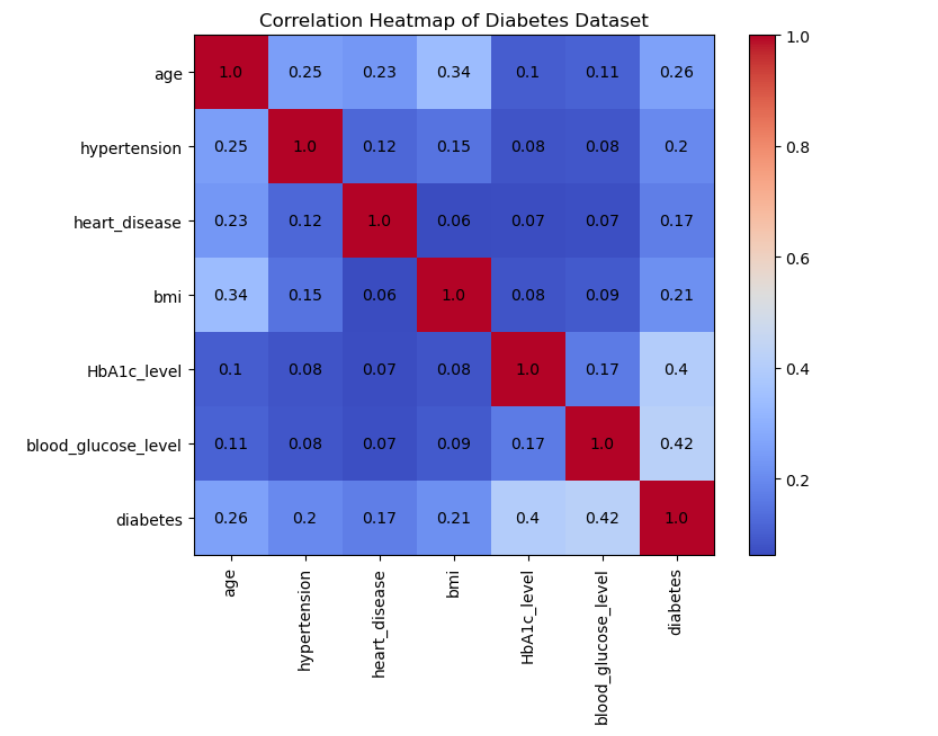 Correlation Heatmap of Diabetes Dataset
age 1.0 0.25 0.23 0.34 0.1 0.11 0.26
hypertension 0.25 1.0 0.12 0.15 0.08 0.08 0.2
heart_disease 0.23 0.12 1.0 0.06 0.07 0.07 0.17
bmi 0.34 0.15 0.06 1.0 0.08 0.09 0.21
HbA1c_level 0.1 0.08 0.07 0.08 1.0 0.17 0.4
blood_glucose_level 0.11 0.08 0.07 0.09 0.17 1.0 0.42
diabetes 0.26 0.2 0.17 0.21 0.4 0.42 1.0
age
hypertension
heart_disease
bmi
HbA1c_level
blood_glucose_level
diabetes
1.0
0.8
0.6
0.4
0.2